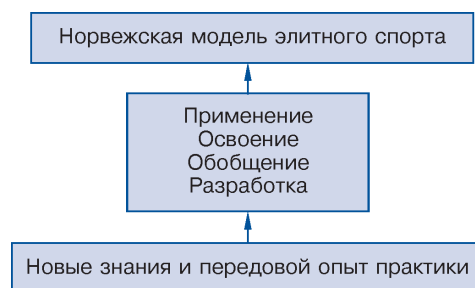 Норвежская модель элитного спорта
Применение
Освоение
Обобщение
Разработка
Новые знания и передовой опыт практики